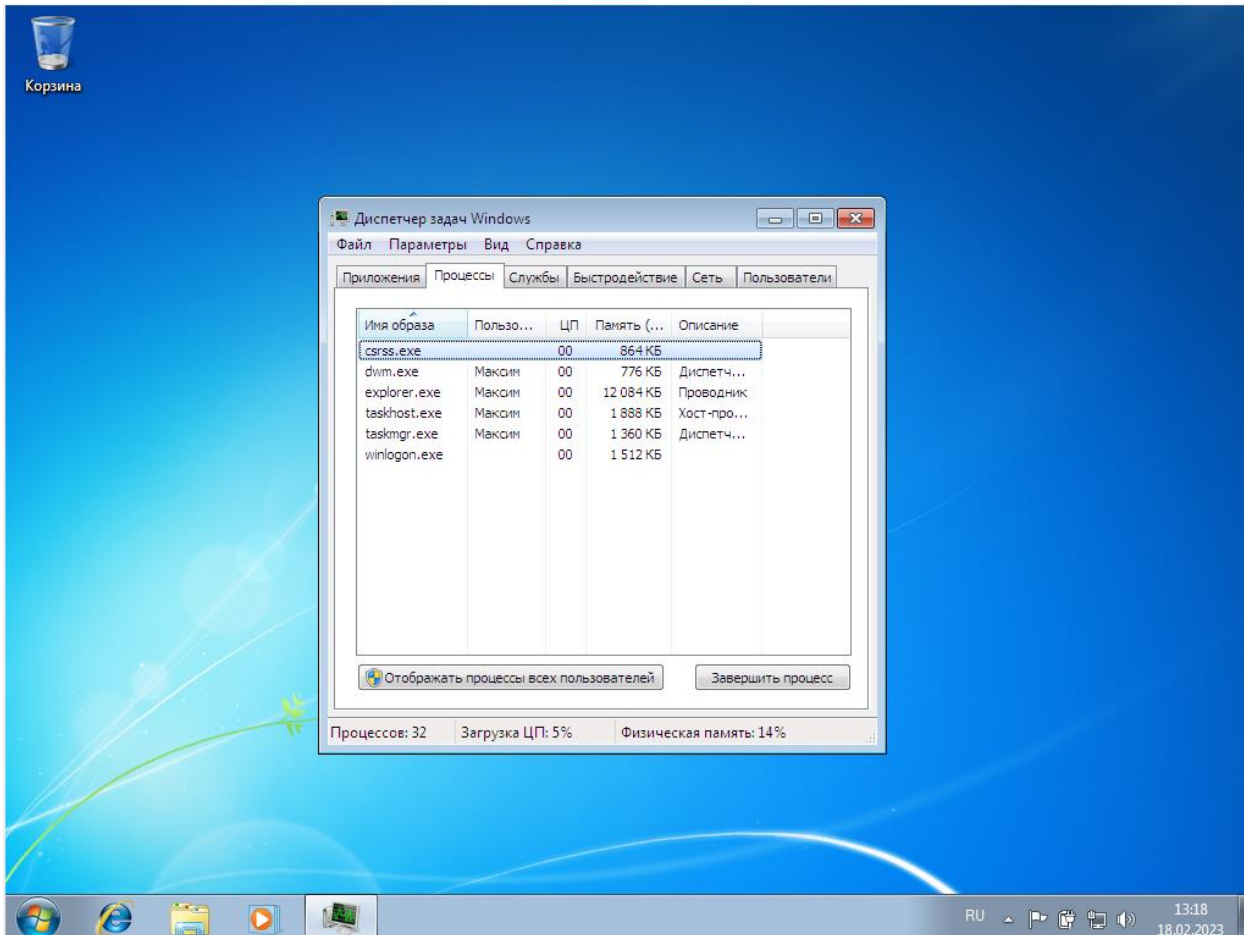 Корзина
Диспетчер задач Windows
Файл Параметры Вид Справка
Приложения Процессы Службы Быстродействие Сеть Пользователи
Имя образа Пользо... ЦП Память (... Описание
csrss.exe 00 864 КБ
dwm.exe Максим 00 776 КБ Диспетч...
explorer.exe Максим 00 12 084 КБ Проводник
taskhost.exe Максим 00 1 888 КБ Хост-про...
taskmgr.exe Максим 00 1 360 КБ Диспетч...
winlogon.exe 00 1 512 КБ
Отображать процессы всех пользователей Завершить процесс
Процессов: 32 Загрузка ЦП: 5% Физическая память: 14%
RU 13:18
18.02.2023